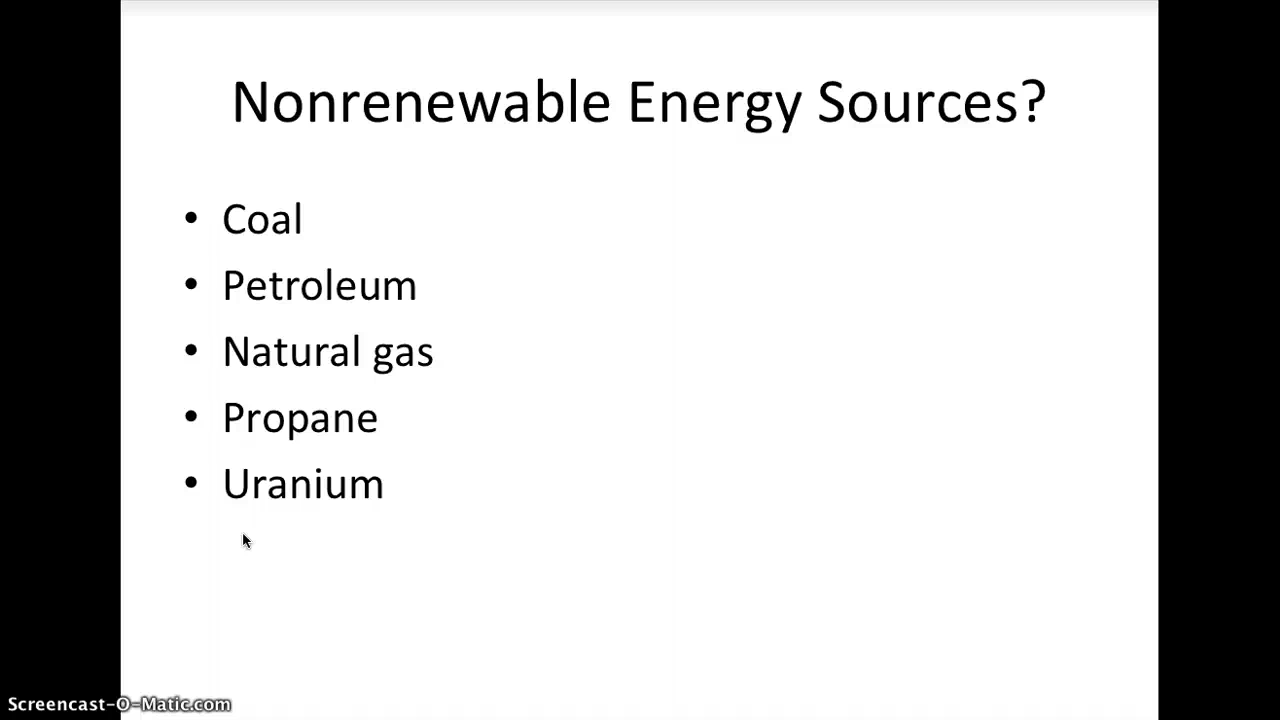 Nonrenewable Energy Sources?
• Coal
• Petroleum
• Natural gas
• Propane
• Uranium
Screencast-O-Matic.com